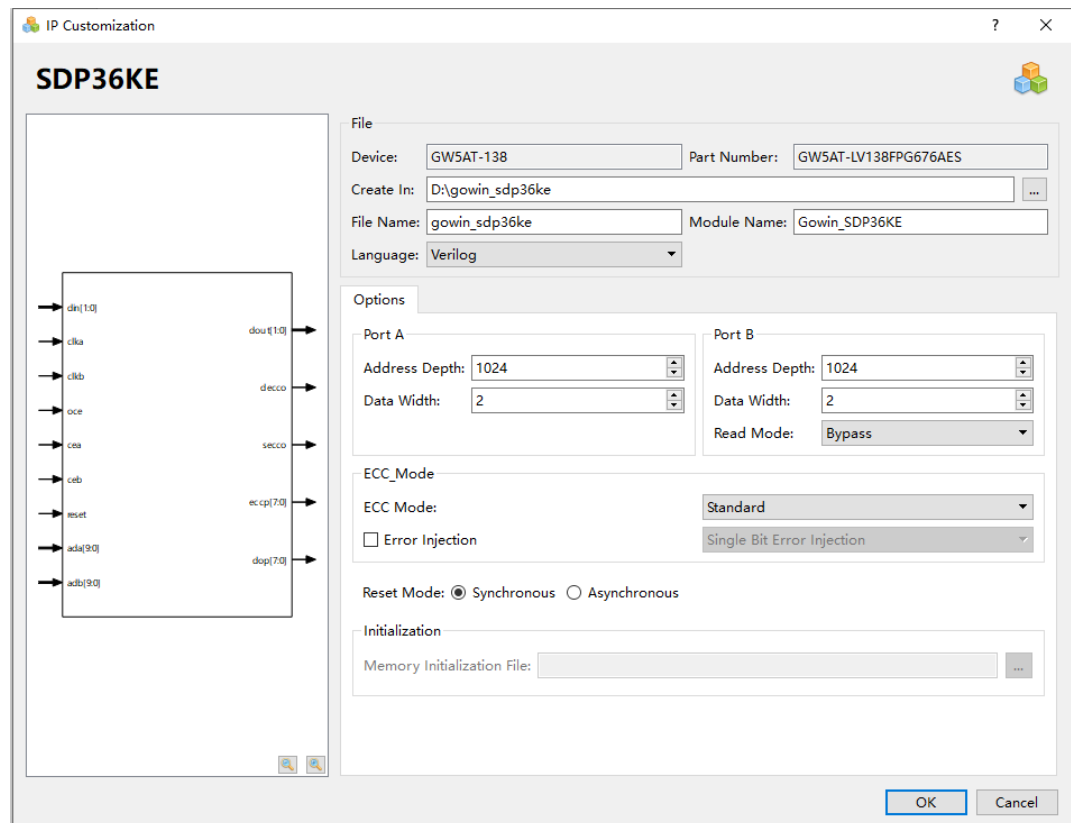 IP Customization
?
SDP36KE
din[1:0]
clka
clkb
oce
cea
ceb
reset
ada[9:0]
adb[9:0]
dout[1:0]
decco
secco
eccp[7:0]
dop[7:0]
File
Device: GW5AT-138 Part Number: GW5AT-LV138FPG676AES
Create In: D:\gowin_sdp36ke ...
File Name: gowin_sdp36ke Module Name: Gowin_SDP36KE
Language: Verilog
Options
Port A
Address Depth: 1024
Data Width: 2
Port B
Address Depth: 1024
Data Width: 2
Read Mode: Bypass
ECC_Mode
ECC Mode: Standard
Error Injection Single Bit Error Injection
Reset Mode: Synchronous Asynchronous
Initialization
Memory Initialization File: ...
OK Cancel